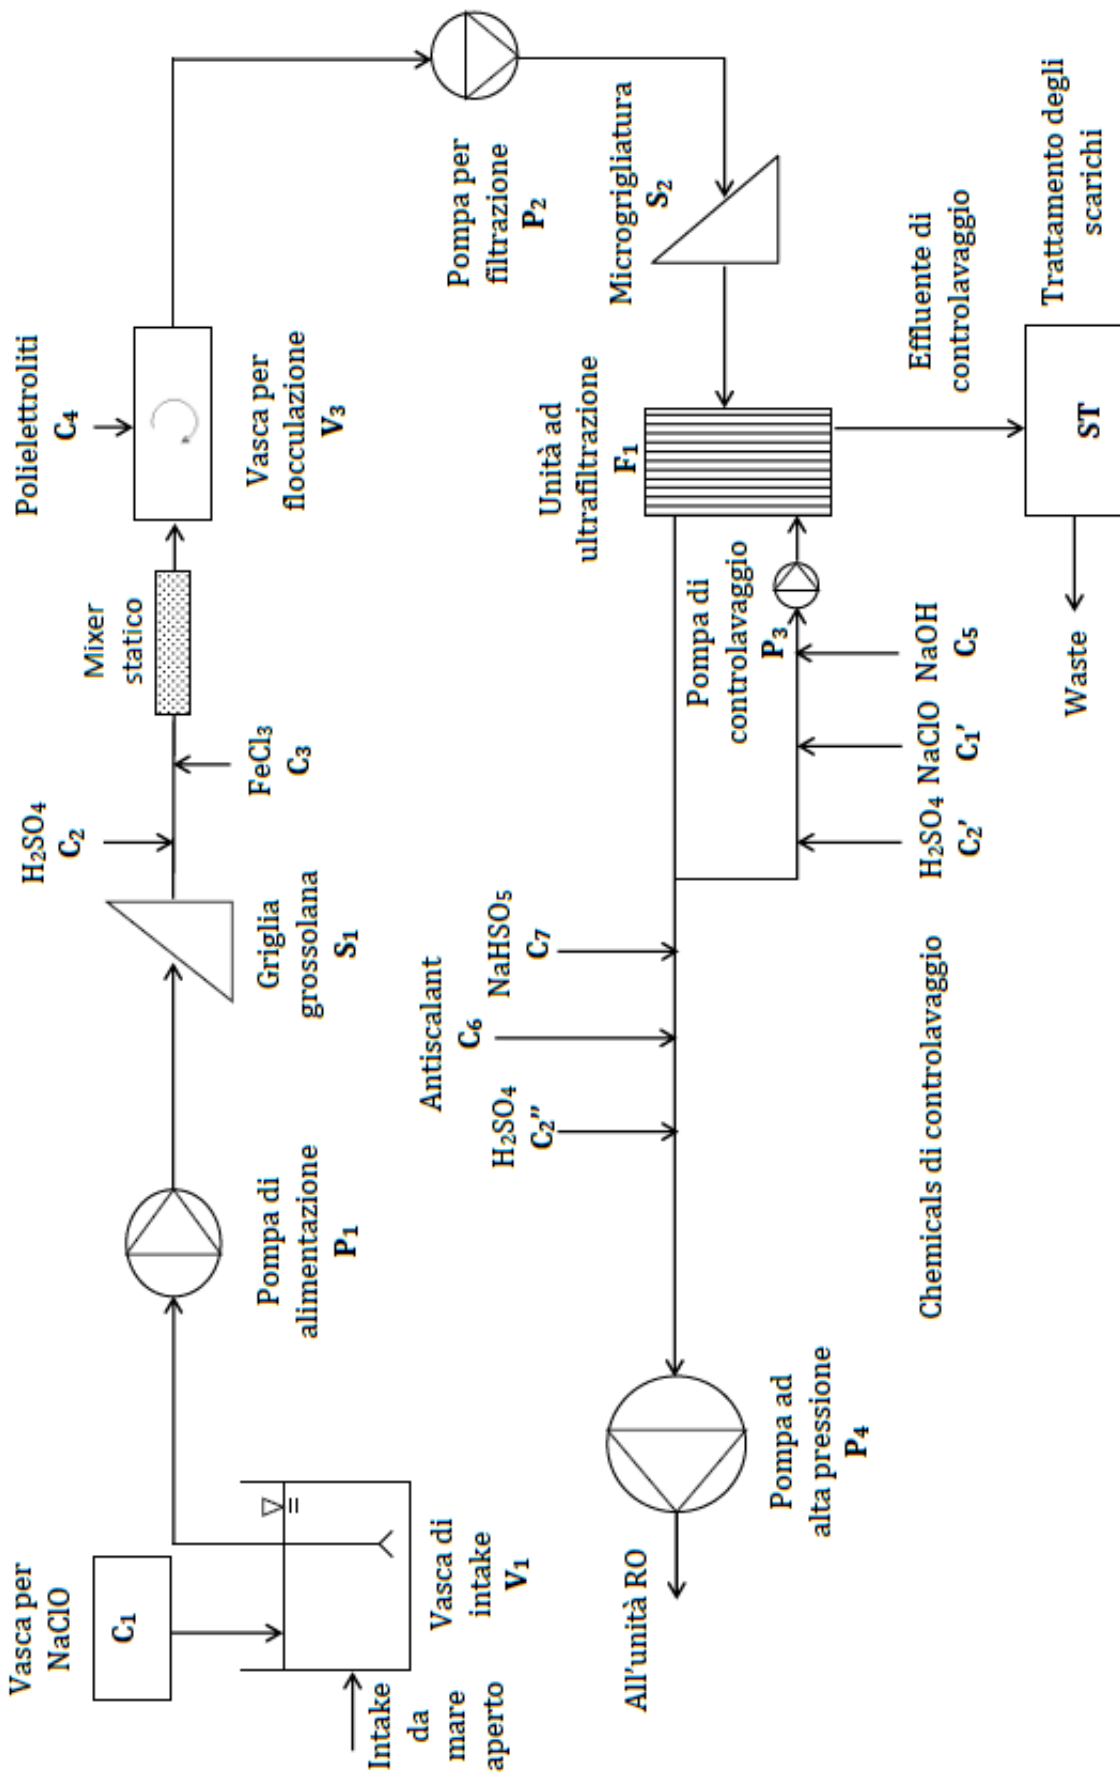 Vasca per
NaClO
C₁
Intake
da
mare
aperto
Vasca di
intake
V₁
Pompa di
alimentazione
P₁
Griglia
grossolana
S₁
H₂SO₄
C₂
FeCl₃
C₃
Mixer
statico
Polielettroliti
C₄
Vasca per
flocculazione
V₃
Pompa per
filtrazione
P₂
Microgrigliatura
S₂
Unità ad
ultrafiltrazione
F₁
Effluente di
controlavaggio
Trattamento degli
scarichi
ST
Waste
Pompa di
controlavaggio
P₃
NaOH
C₅
NaClO
C₁'
H₂SO₄
C₂'
Chemicals di controlavaggio
NaHSO₅
C₇
Antiscalant
C₆
H₂SO₄
C₂''
Pompa ad
alta pressione
P₄
All'unità RO